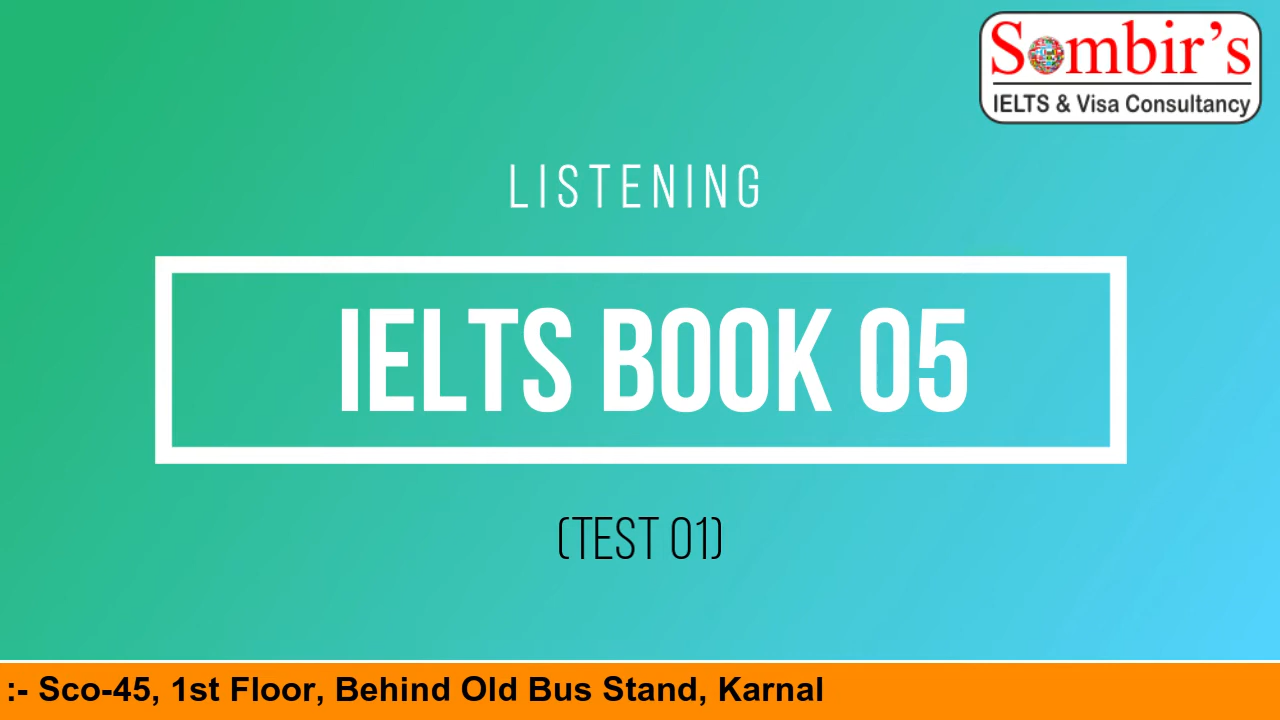 Sombir's
IELTS & Visa Consultancy
LISTENING
IELTS BOOK 05
(TEST 01)
:- Sco-45, 1st Floor, Behind Old Bus Stand, Karnal